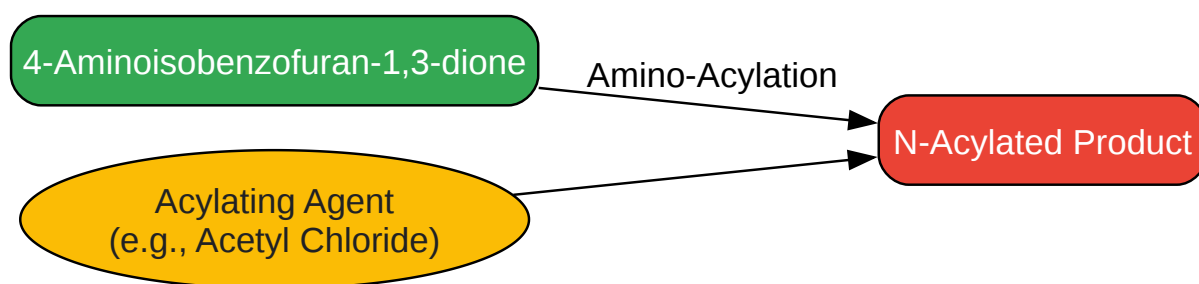 4-Aminoisobenzofuran-1,3-dione
Amino-Acylation
N-Acylated Product
Acylating Agent
(e.g., Acetyl Chloride)